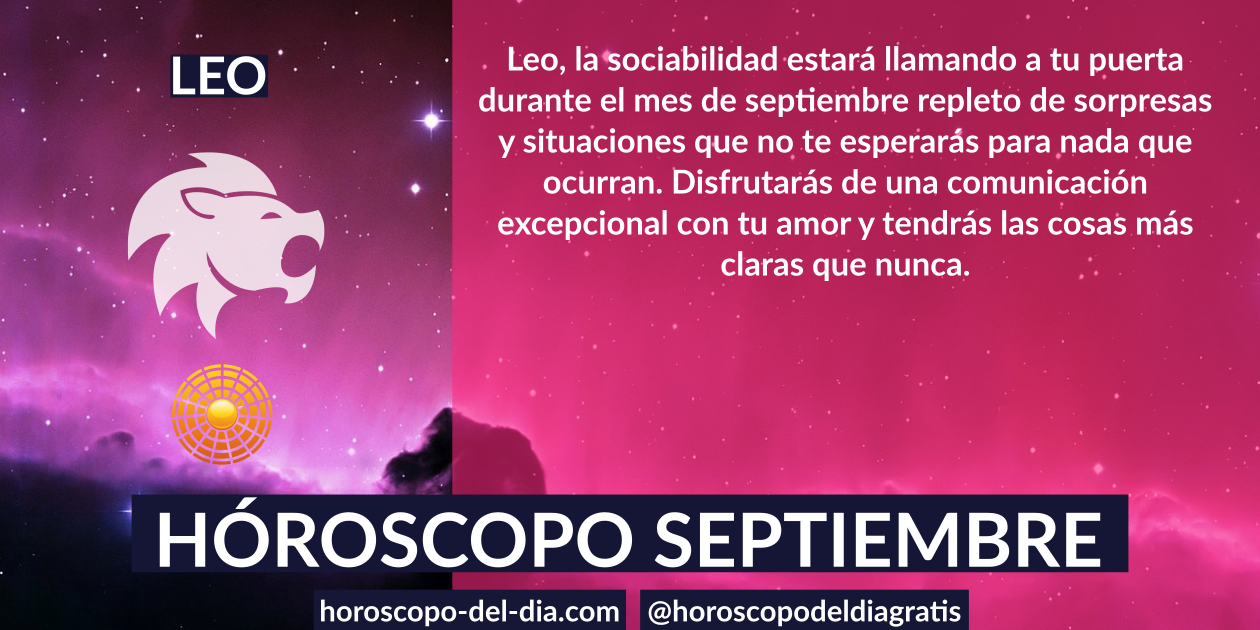 LEO
Leo, la sociabilidad estará llamando a tu puerta
durante el mes de septiembre repleto de sorpresas
y situaciones que no te esperarás para nada que
ocurran. Disfrutarás de una comunicación
excepcional con tu amor y tendrás las cosas más
claras que nunca.
HÓROSCOPO SEPTIEMBRE
horoscopo-del-dia.com
@horoscopodeldiagratis